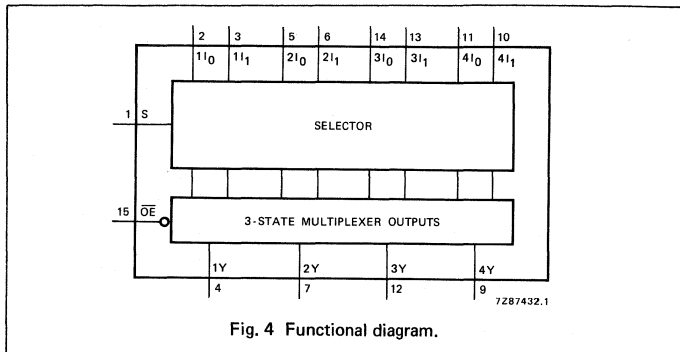 2 3 5 6 14 13 11 10
1I0 1I1 2I0 2I1 3I0 3I1 4I0 4I1
1 S
SELECTOR
15 OE
3-STATE MULTIPLEXER OUTPUTS
1Y 2Y 3Y 4Y
4 7 12 9
7Z87432.1
Fig. 4 Functional diagram.